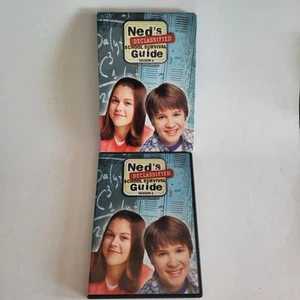 Ned's
DECLASSIFIED
SCHOOL SURVIVAL
Guide
Ned's
DECLASSIFIED
SCHOOL SURVIVAL
Guide